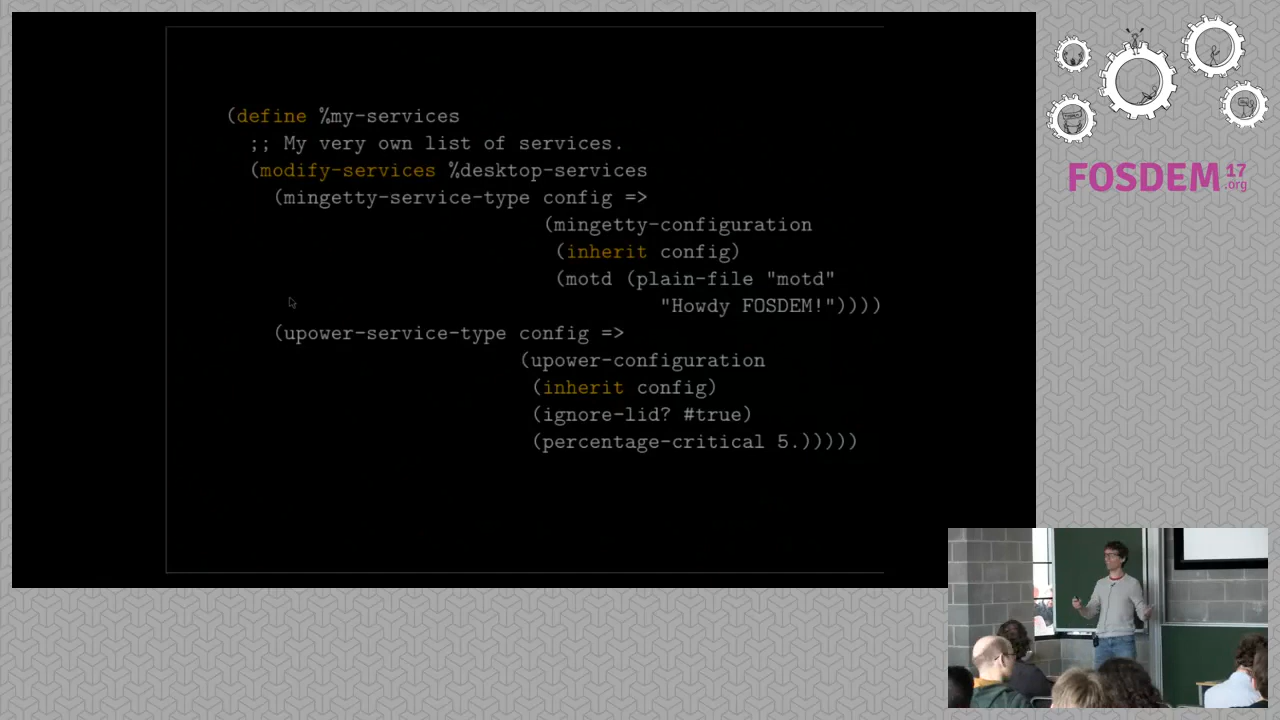 (define %my-services
;; My very own list of services.
(modify-services %desktop-services
(mingetty-service-type config =>
(mingetty-configuration
(inherit config)
(motd (plain-file "motd"
"Howdy FOSDEM!"))))
(upower-service-type config =>
(upower-configuration
(inherit config)
(ignore-lid? #true)
(percentage-critical 5.)))))
FOSDEM 17
.org